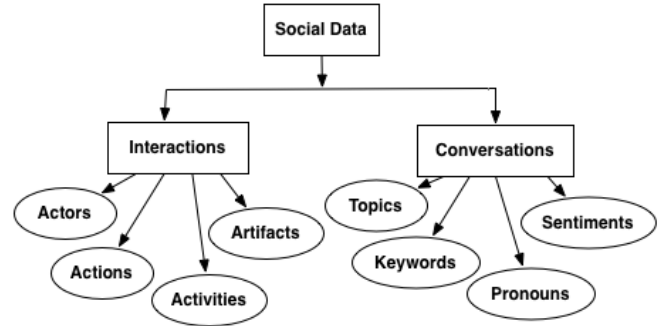 Social Data
Interactions
Conversations
Actors
Actions
Activities
Artifacts
Topics
Keywords
Pronouns
Sentiments